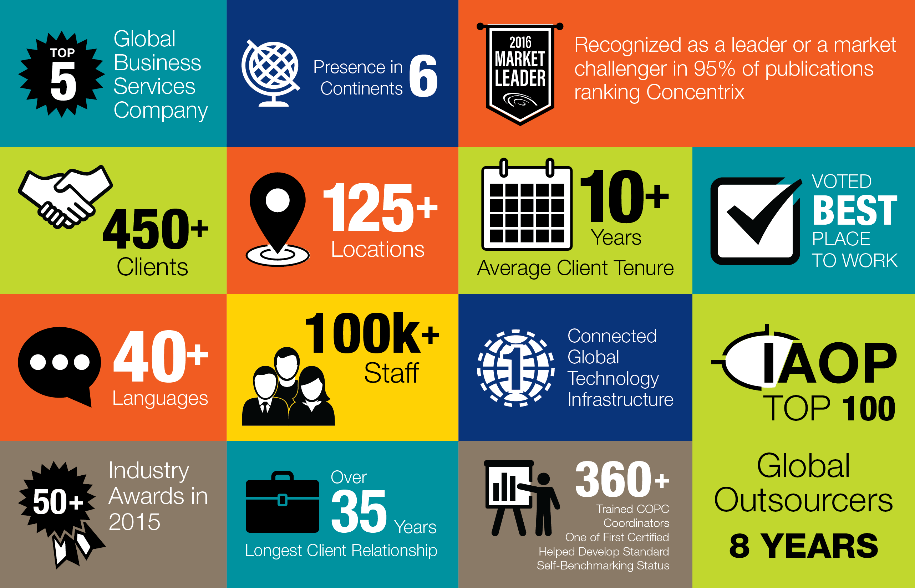 TOP
5
Global
Business
Services
Company
Presence in
Continents 6
2016
MARKET
LEADER
Recognized as a leader or a market
challenger in 95% of publications
ranking Concentrix
450+
Clients
125+
Locations
10+
Years
Average Client Tenure
VOTED
BEST
PLACE
TO WORK
40+
Languages
100k+
Staff
1
Connected
Global
Technology
Infrastructure
IAOP
TOP 100
Global
Outsourcers
8 YEARS
50+
Industry
Awards in
2015
Over
35 Years
Longest Client Relationship
360+
Trained COPC
Coordinators
One of First Certified
Helped Develop Standard
Self-Benchmarking Status